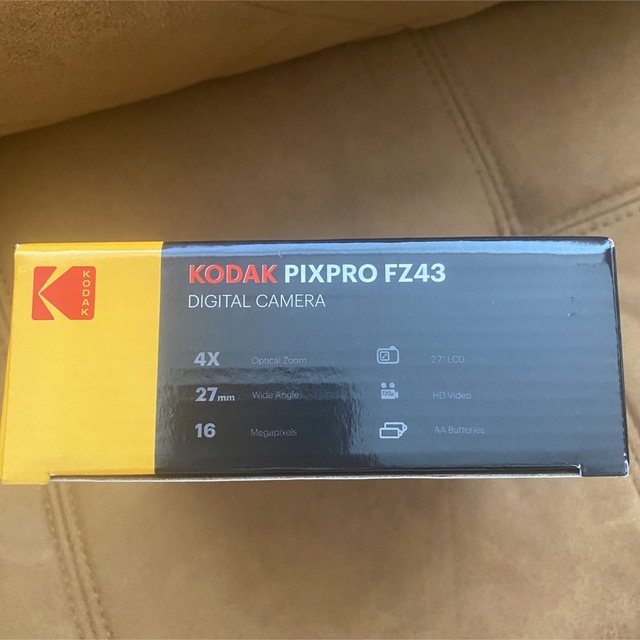 KODAK
KODAK PIXPRO FZ43
DIGITAL CAMERA
4X Optical Zoom
27mm Wide Angle
16 Megapixels
2.7" LCD
720p HD Video
AA Batteries